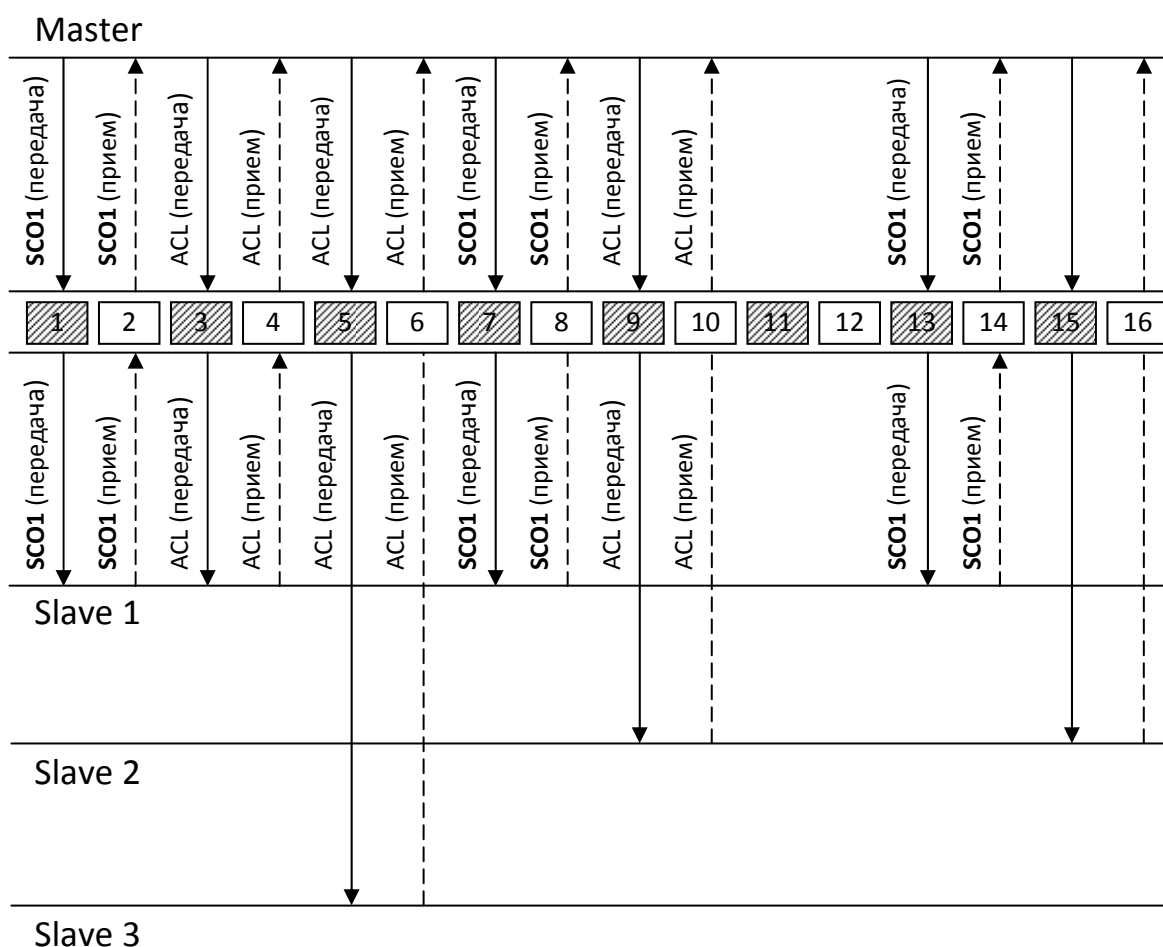 Master
SCO1 (передача)
SCO1 (прием)
ACL (передача)
ACL (прием)
ACL (передача)
ACL (прием)
SCO1 (передача)
SCO1 (прием)
ACL (передача)
ACL (прием)
SCO1 (передача)
SCO1 (прием)
1 2 3 4 5 6 7 8 9 10 11 12 13 14 15 16
SCO1 (передача)
SCO1 (прием)
ACL (передача)
ACL (прием)
ACL (передача)
ACL (прием)
SCO1 (передача)
SCO1 (прием)
ACL (передача)
ACL (прием)
SCO1 (передача)
SCO1 (прием)
Slave 1
Slave 2
Slave 3